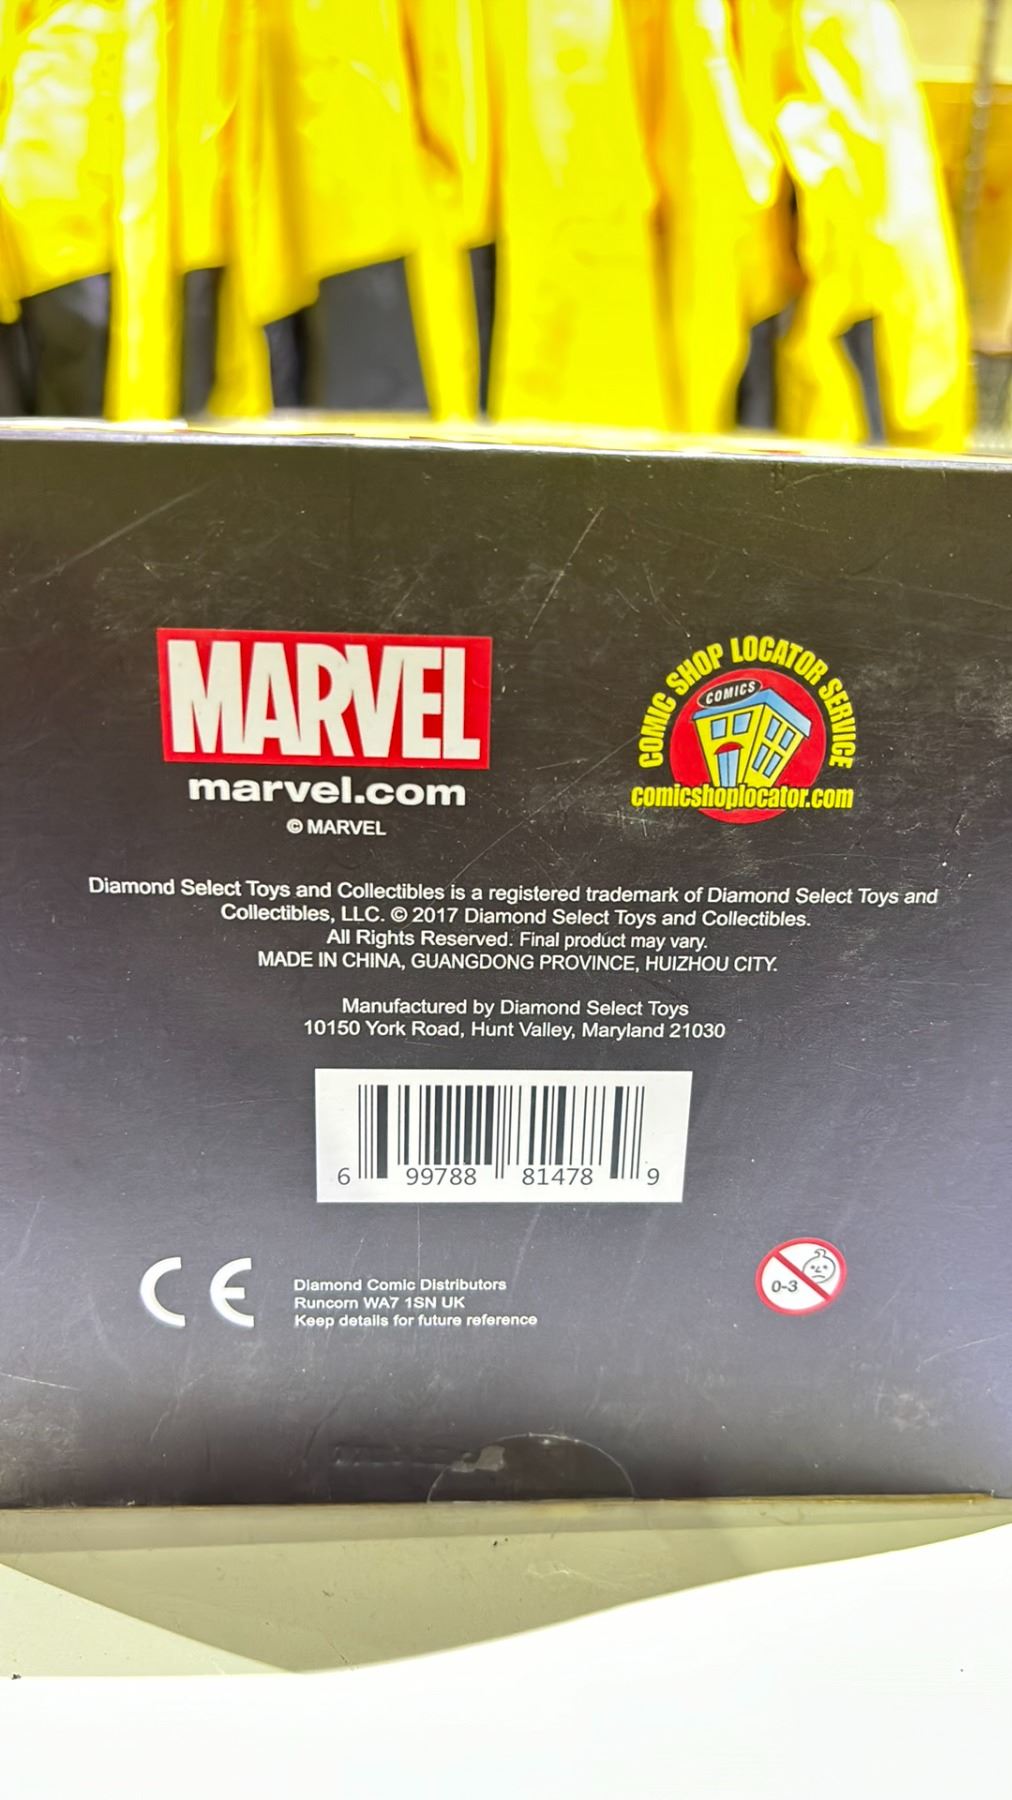 MARVEL
marvel.com
© MARVEL
COMIC SHOP LOCATOR SERVICE
COMICS
comicshoplocator.com
Diamond Select Toys and Collectibles is a registered trademark of Diamond Select Toys and
Collectibles, LLC. © 2017 Diamond Select Toys and Collectibles.
All Rights Reserved. Final product may vary.
MADE IN CHINA, GUANGDONG PROVINCE, HUIZHOU CITY.
Manufactured by Diamond Select Toys
10150 York Road, Hunt Valley, Maryland 21030
6 99788 81478 9
CE
Diamond Comic Distributors
Runcorn WA7 1SN UK
Keep details for future reference
0-3